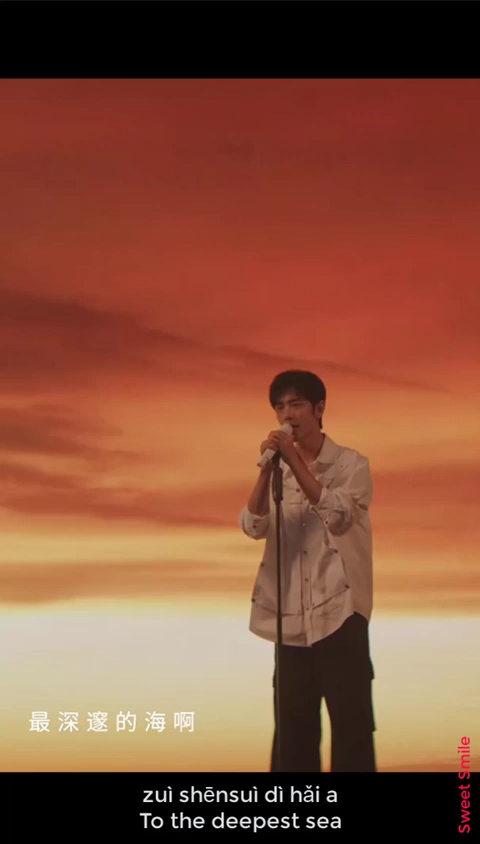 最深邃的海啊
zuì shēnsuì dì hǎi a
To the deepest sea
Sweet Smile